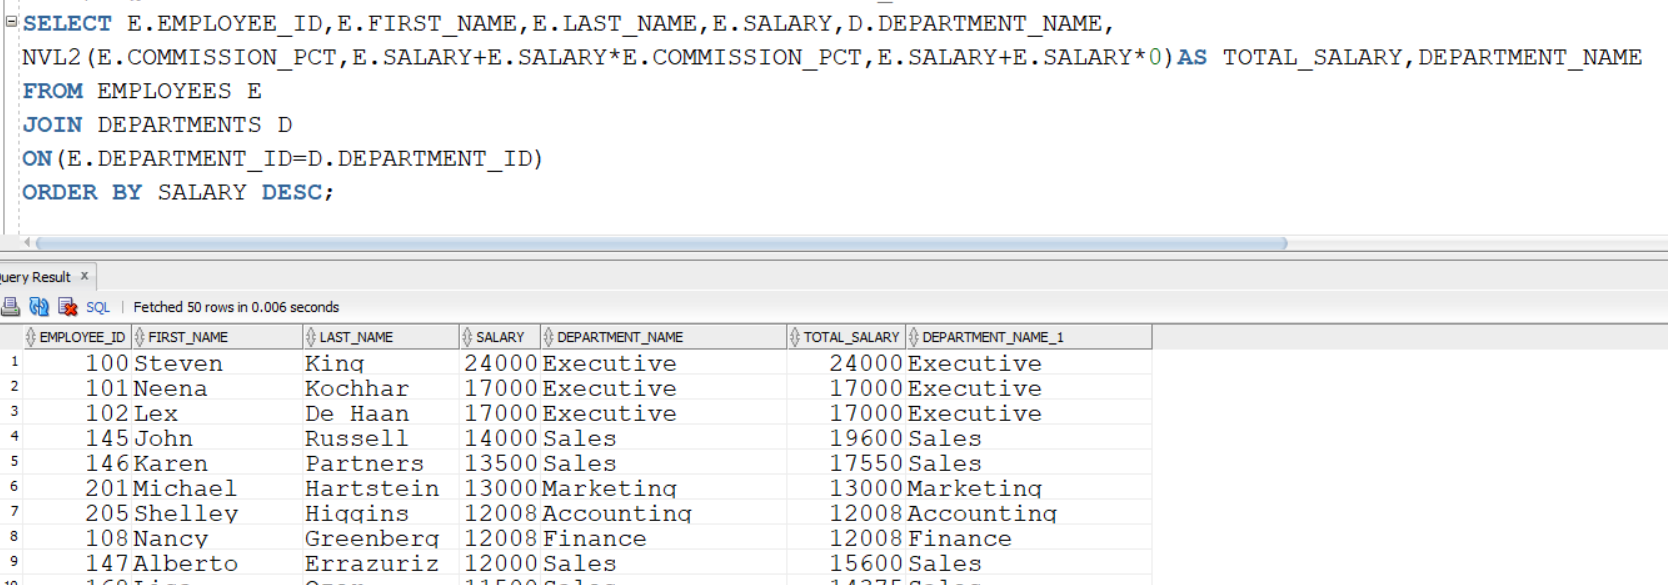 SELECT E.EMPLOYEE_ID,E.FIRST_NAME,E.LAST_NAME,E.SALARY,D.DEPARTMENT_NAME,
NVL2(E.COMMISSION_PCT,E.SALARY+E.SALARY*E.COMMISSION_PCT,E.SALARY+E.SALARY*0)AS TOTAL_SALARY,DEPARTMENT_NAME
FROM EMPLOYEES E
JOIN DEPARTMENTS D
ON(E.DEPARTMENT_ID=D.DEPARTMENT_ID)
ORDER BY SALARY DESC;
Query Result x
SQL | Fetched 50 rows in 0.006 seconds
EMPLOYEE_ID FIRST_NAME LAST_NAME SALARY DEPARTMENT_NAME TOTAL_SALARY DEPARTMENT_NAME_1
1 100 Steven King 24000 Executive 24000 Executive
2 101 Neena Kochhar 17000 Executive 17000 Executive
3 102 Lex De Haan 17000 Executive 17000 Executive
4 145 John Russell 14000 Sales 19600 Sales
5 146 Karen Partners 13500 Sales 17550 Sales
6 201 Michael Hartstein 13000 Marketing 13000 Marketing
7 205 Shelley Higgins 12008 Accounting 12008 Accounting
8 108 Nancy Greenberg 12008 Finance 12008 Finance
9 147 Alberto Errazuriz 12000 Sales 15600 Sales